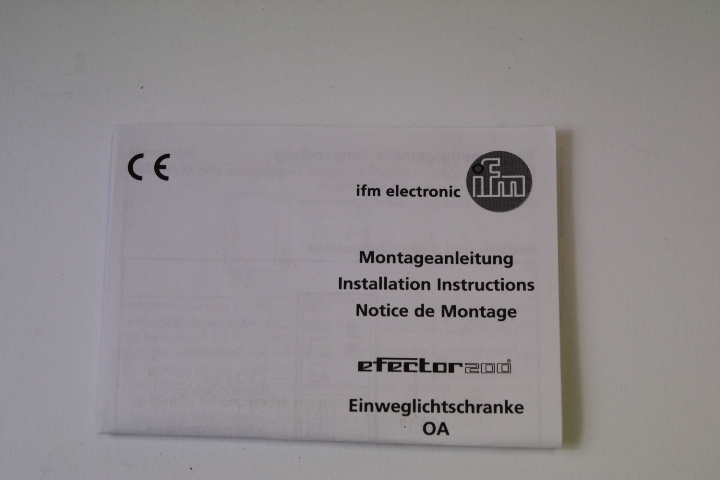 CE
ifm electronic
ifm
Montageanleitung
Installation Instructions
Notice de Montage
efector200
Einweglichtschranke
OA